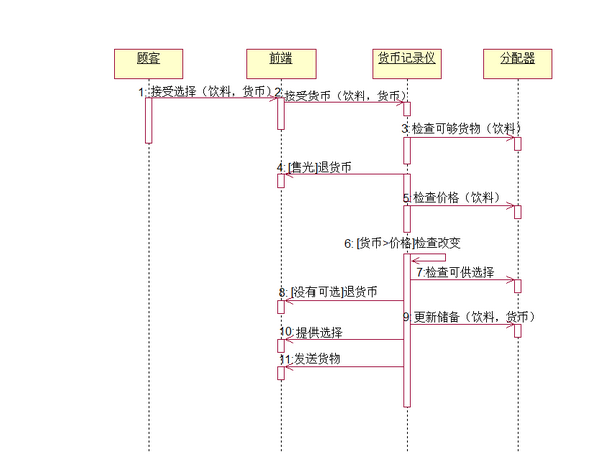 顾客
前端
货币记录仪
分配器
1: 接受选择（饮料，货币）
2: 接受货币（饮料，货币）
3: 检查可够货物（饮料）
4: [售光]退货币
5: 检查价格（饮料）
6: [货币>价格]检查改变
7:检查可供选择
8: [没有可选]退货币
9: 更新储备（饮料，货币）
10:提供选择
11:发送货物